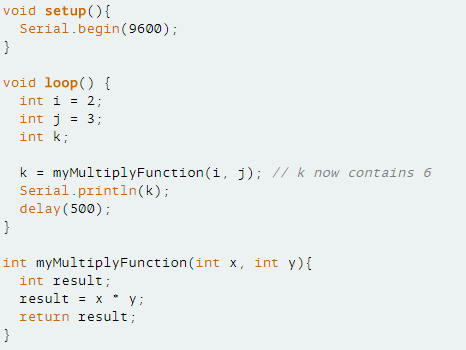 void setup(){
  Serial.begin(9600);
}

void loop() {
  int i = 2;
  int j = 3;
  int k;

  k = myMultiplyFunction(i, j); // k now contains 6
  Serial.println(k);
  delay(500);
}

int myMultiplyFunction(int x, int y){
  int result;
  result = x * y;
  return result;
}